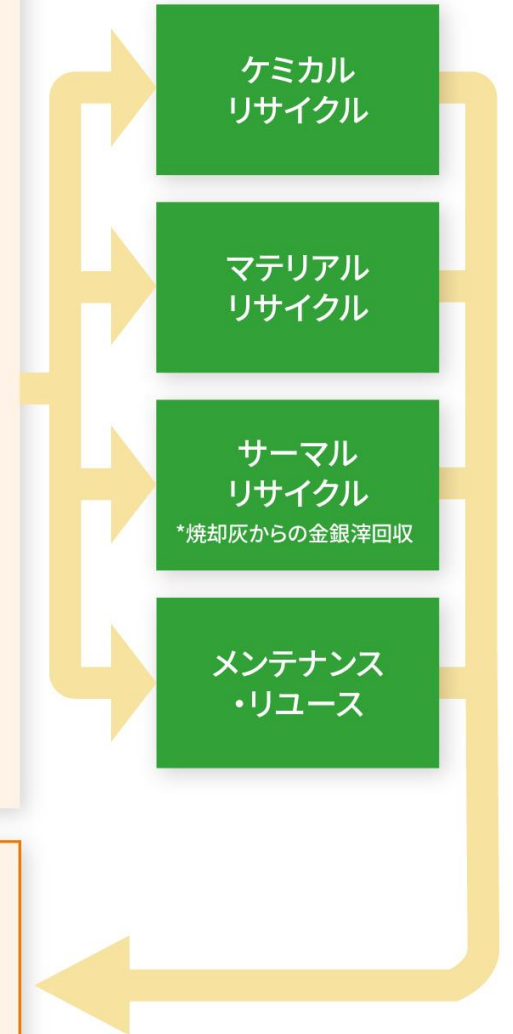 ケミカル
リサイクル
マテリアル
リサイクル
サーマル
リサイクル
*焼却灰からの金銀滓回収
メンテナンス
・リユース